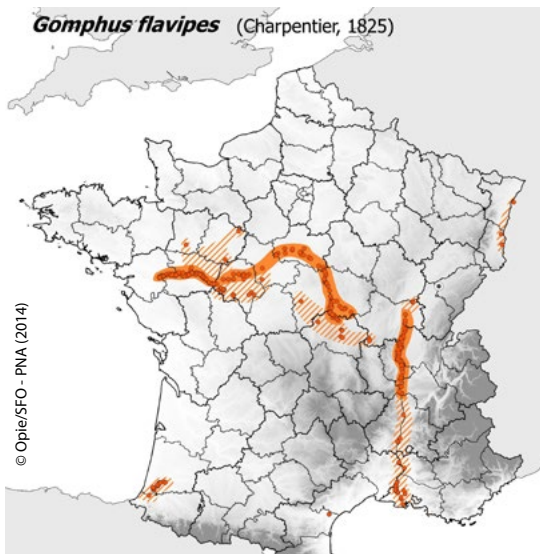 Gomphus flavipes (Charpentier, 1825)
© Opie/SFO - PNA (2014)